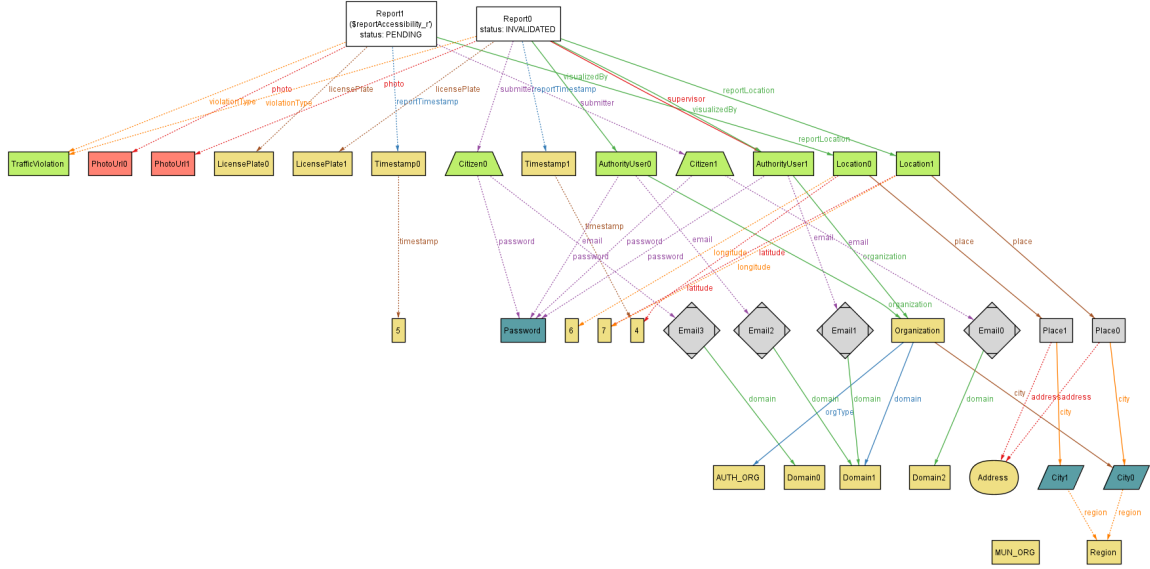 Report1
($reportAccessibility_r')
status: PENDING
Report0
status: INVALIDATED
visualizedBy
photo
licensePlate
photo
licensePlate
submitter
reportTimestamp
supervisor
reportLocation
violationType
violationType
reportTimestamp
submitter
visualizedBy
reportLocation
TrafficViolation
PhotoUrl0
PhotoUrl1
LicensePlate0
LicensePlate1
Timestamp0
Citizen0
Timestamp1
AuthorityUser0
Citizen1
AuthorityUser1
Location0
Location1
timestamp
timestamp
password
email
password
password
password
email
longitude
longitude
latitude
latitude
email
email
organization
organization
place
place
5
Password
6
7
4
Email3
Email2
Email1
Organization
Email0
Place1
Place0
domain
domain
orgType
domain
domain
domain
city
address
address
city
city
AUTH_ORG
Domain0
Domain1
Domain2
Address
City1
City0
region
region
MUN_ORG
Region